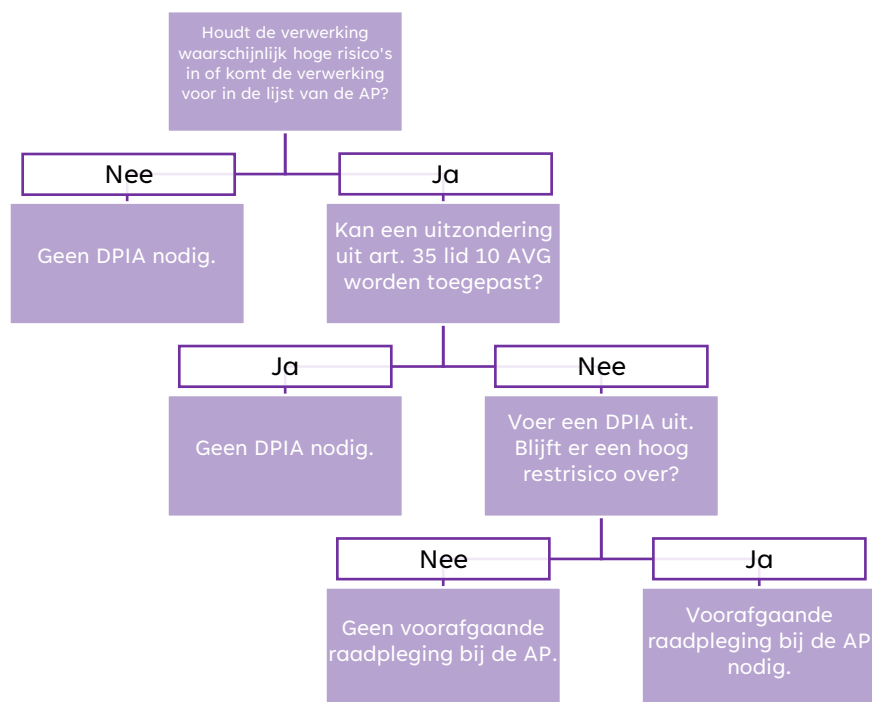 Houdt de verwerking
waarschijnlijk hoge risico's
in of komt de verwerking
voor in de lijst van de AP?
Nee
Ja
Geen DPIA nodig.
Kan een uitzondering
uit art. 35 lid 10 AVG
worden toegepast?
Ja
Nee
Geen DPIA nodig.
Voer een DPIA uit.
Blijft er een hoog
restrisico over?
Nee
Ja
Geen voorafgaande
raadpleging bij de AP.
Voorafgaande
raadpleging bij de AP
nodig.